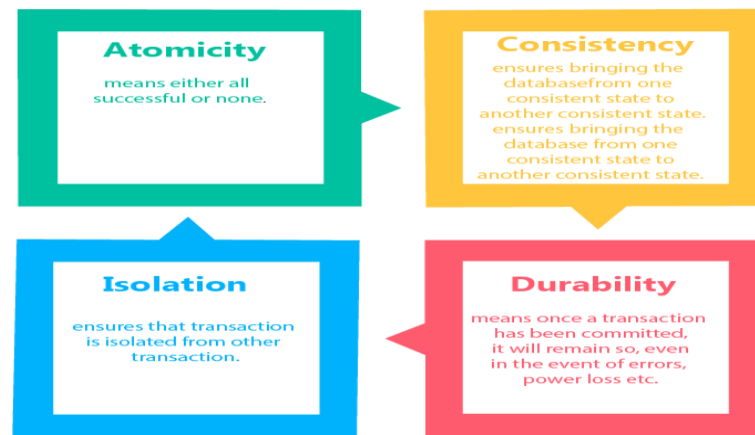 Atomicity
means either all
successful or none.
Consistency
ensures bringing the
databasefrom one
consistent state to
another consistent state.
ensures bringing the
database from one
consistent state to
another consistent state.
Isolation
ensures that transaction
is isolated from other
transaction.
Durability
means once a transaction
has been committed,
it will remain so, even
in the event of errors,
power loss etc.